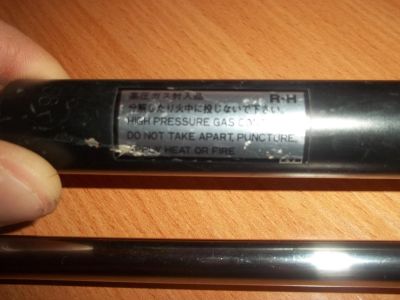 高圧ガス封入品 R·H
分解したり火中に投じないで下さい。
HIGH PRESSURE GAS
DO NOT TAKE APART, PUNCTURE,
APPLY HEAT OR FIRE